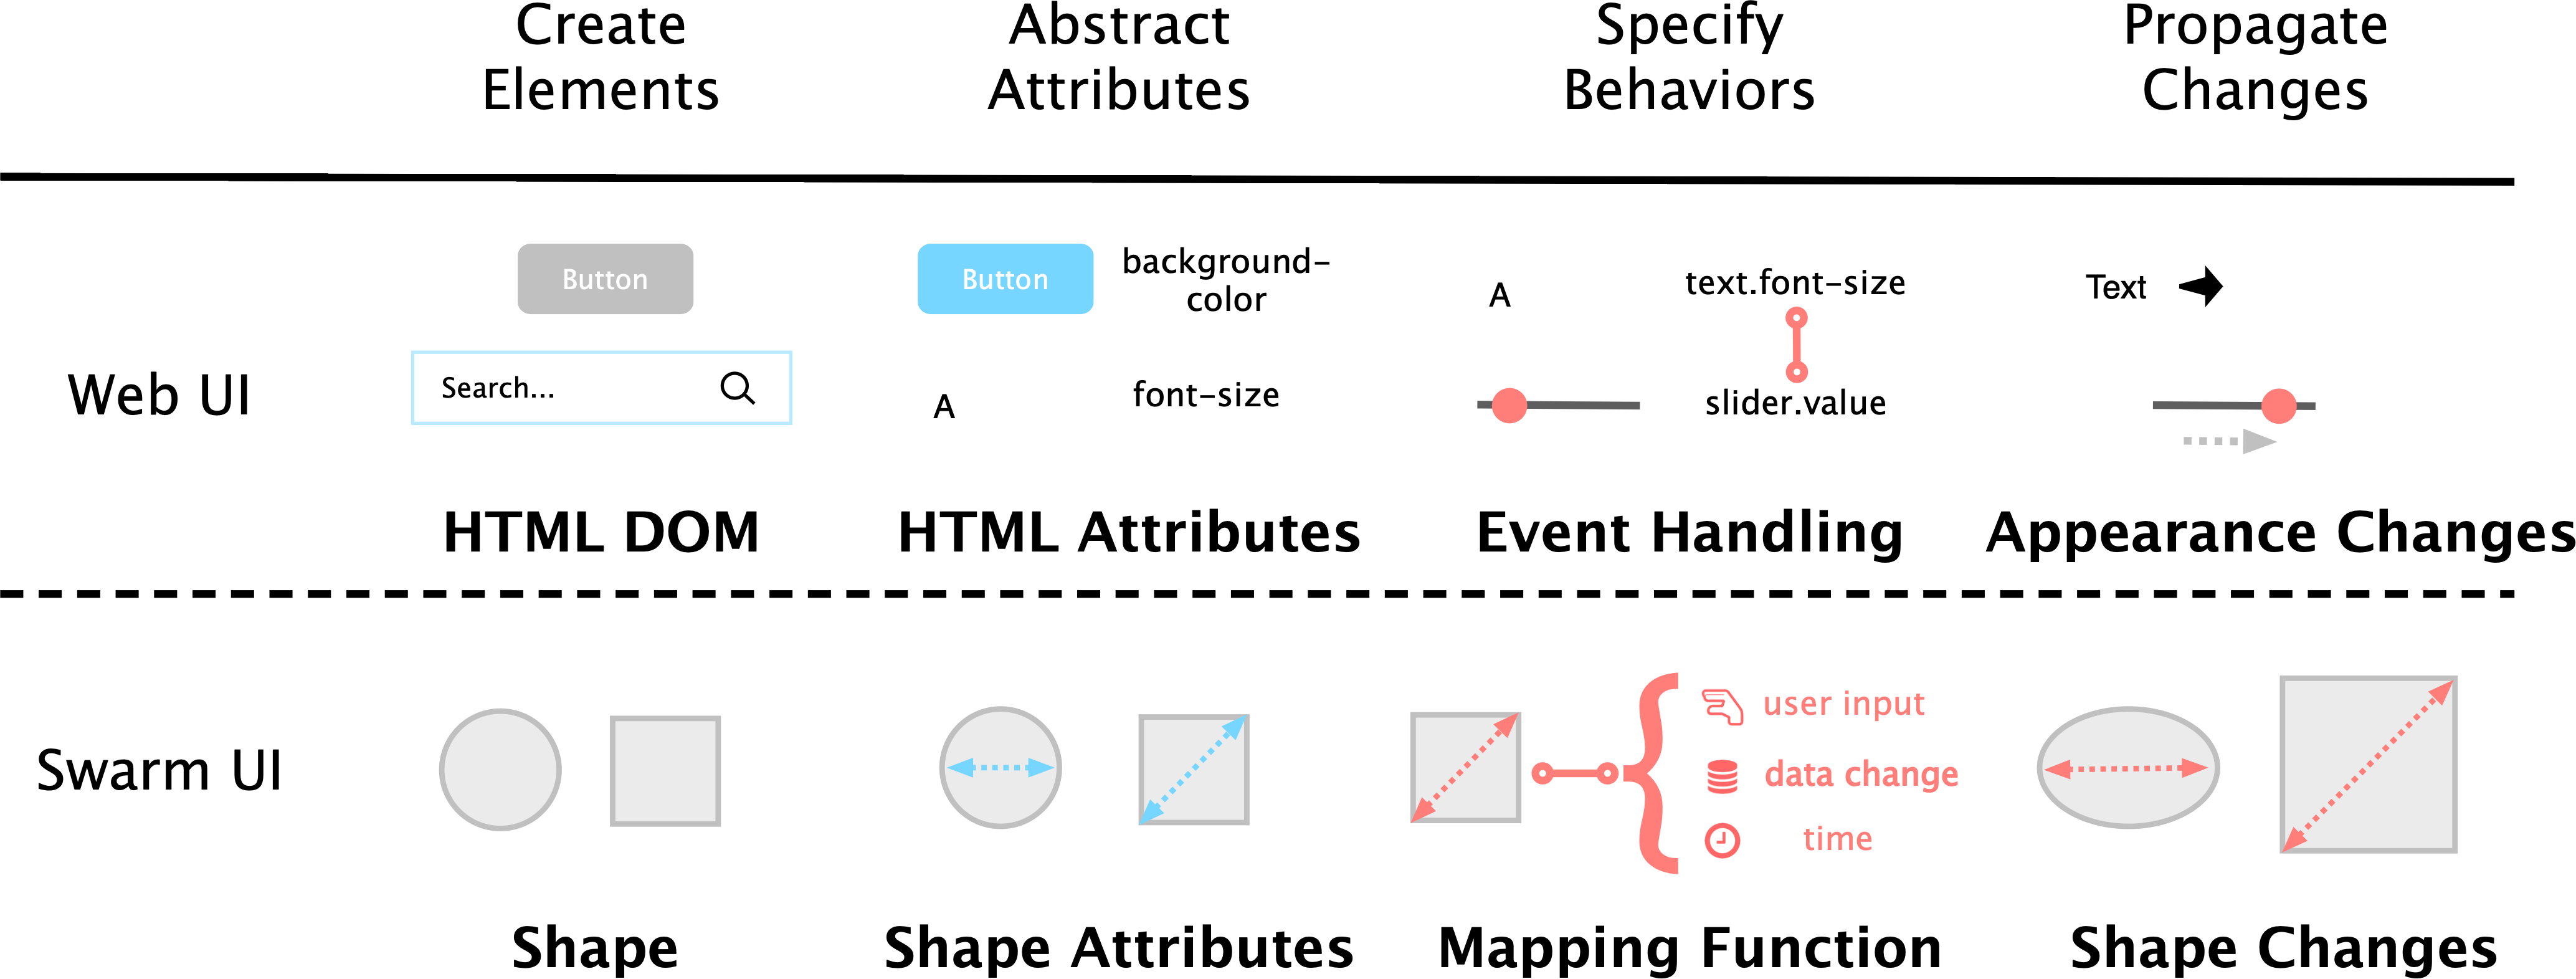 Create
Elements
Abstract
Attributes
Specify
Behaviors
Propagate
Changes
Web UI
Button
Search...
HTML DOM
Button
background-
color
A
font-size
HTML Attributes
A
text.font-size
slider.value
Event Handling
Text
Appearance Changes
Swarm UI
Shape
Shape Attributes
user input
data change
time
Mapping Function
Shape Changes